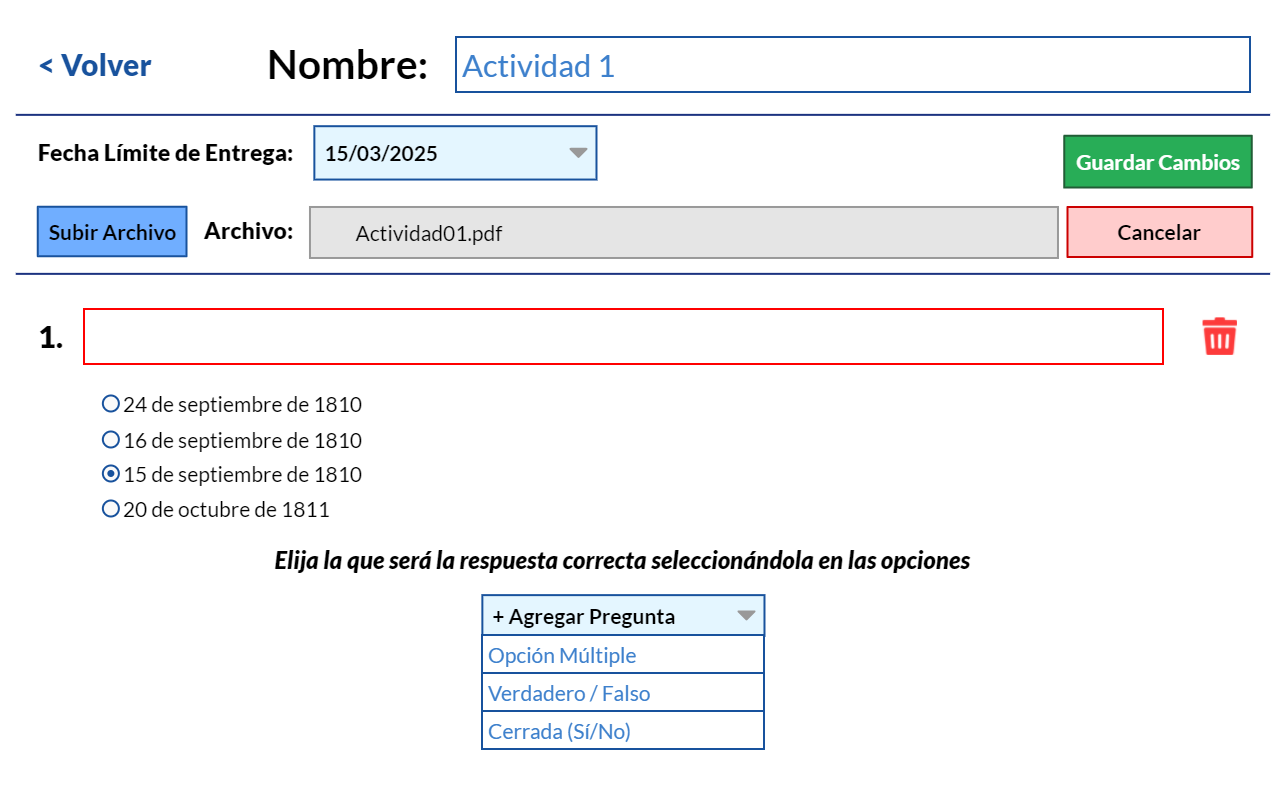 < Volver
Nombre:
Actividad 1
Fecha Límite de Entrega:
15/03/2025
Guardar Cambios
Subir Archivo
Archivo:
Actividad01.pdf
Cancelar
1.
24 de septiembre de 1810
16 de septiembre de 1810
15 de septiembre de 1810
20 de octubre de 1811
Elija la que será la respuesta correcta seleccionándola en las opciones
+ Agregar Pregunta
Opción Múltiple
Verdadero / Falso
Cerrada (Sí/No)